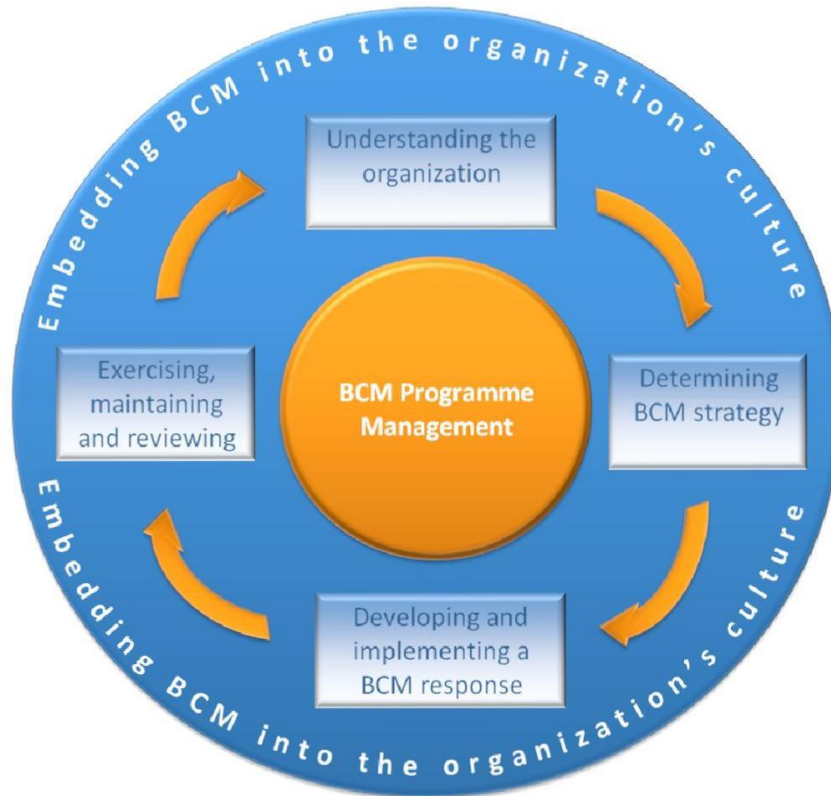 Embedding BCM into the organization's culture
Understanding the
organization
Exercising,
maintaining
and reviewing
BCM Programme
Management
Determining
BCM strategy
Developing and
implementing a
BCM response
Embedding BCM into the organization's culture